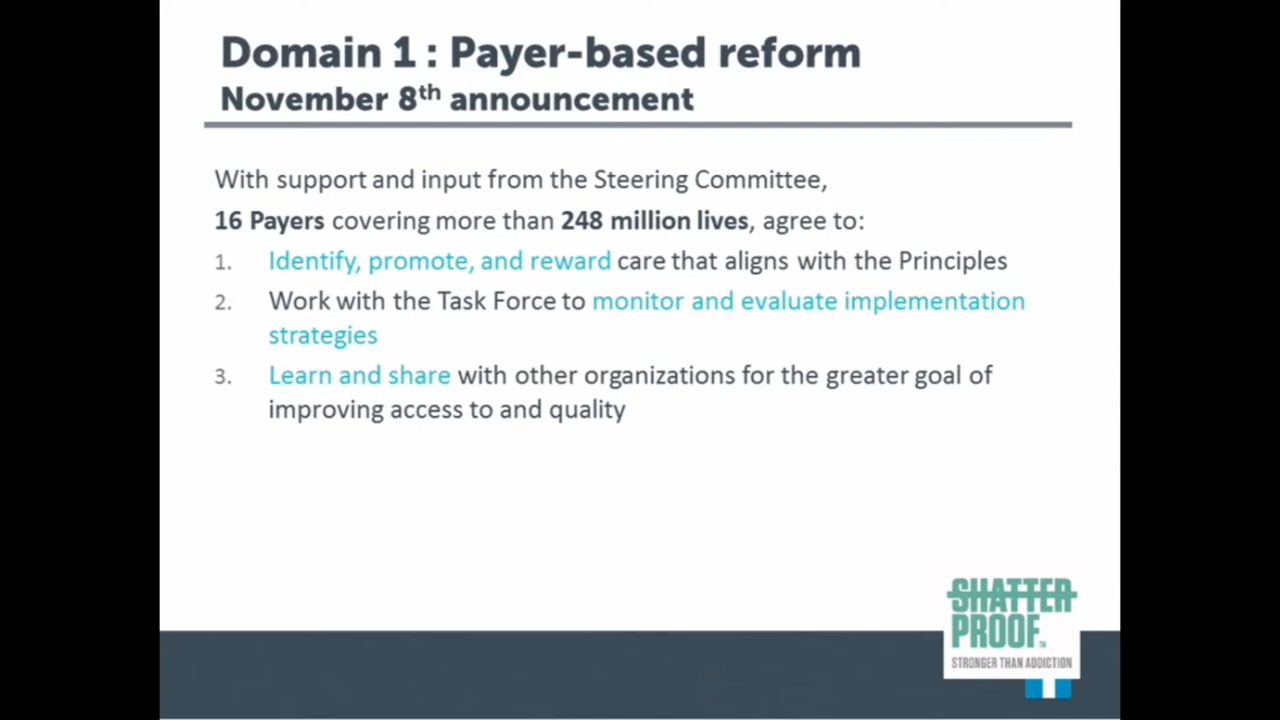 Domain 1 : Payer-based reform
November 8th announcement
With support and input from the Steering Committee,
16 Payers covering more than 248 million lives, agree to:
1. Identify, promote, and reward care that aligns with the Principles
2. Work with the Task Force to monitor and evaluate implementation
strategies
3. Learn and share with other organizations for the greater goal of
improving access to and quality
SHATTER
PROOF™
STRONGER THAN ADDICTION